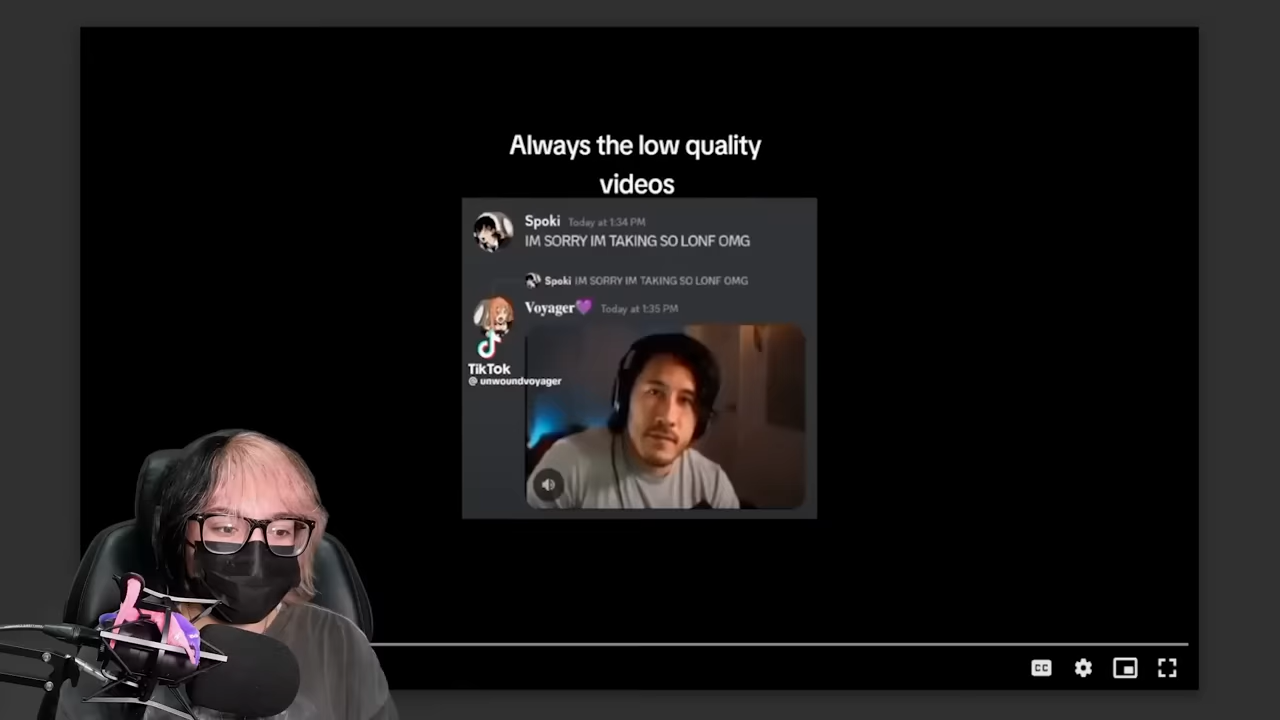 Always the low quality
videos
Spoki Today at 1:34 PM
IM SORRY IM TAKING SO LONF OMG
Spoki IM SORRY IM TAKING SO LONF OMG
Voyager💜 Today at 1:35 PM
TikTok
@ unwoundvoyager
CC